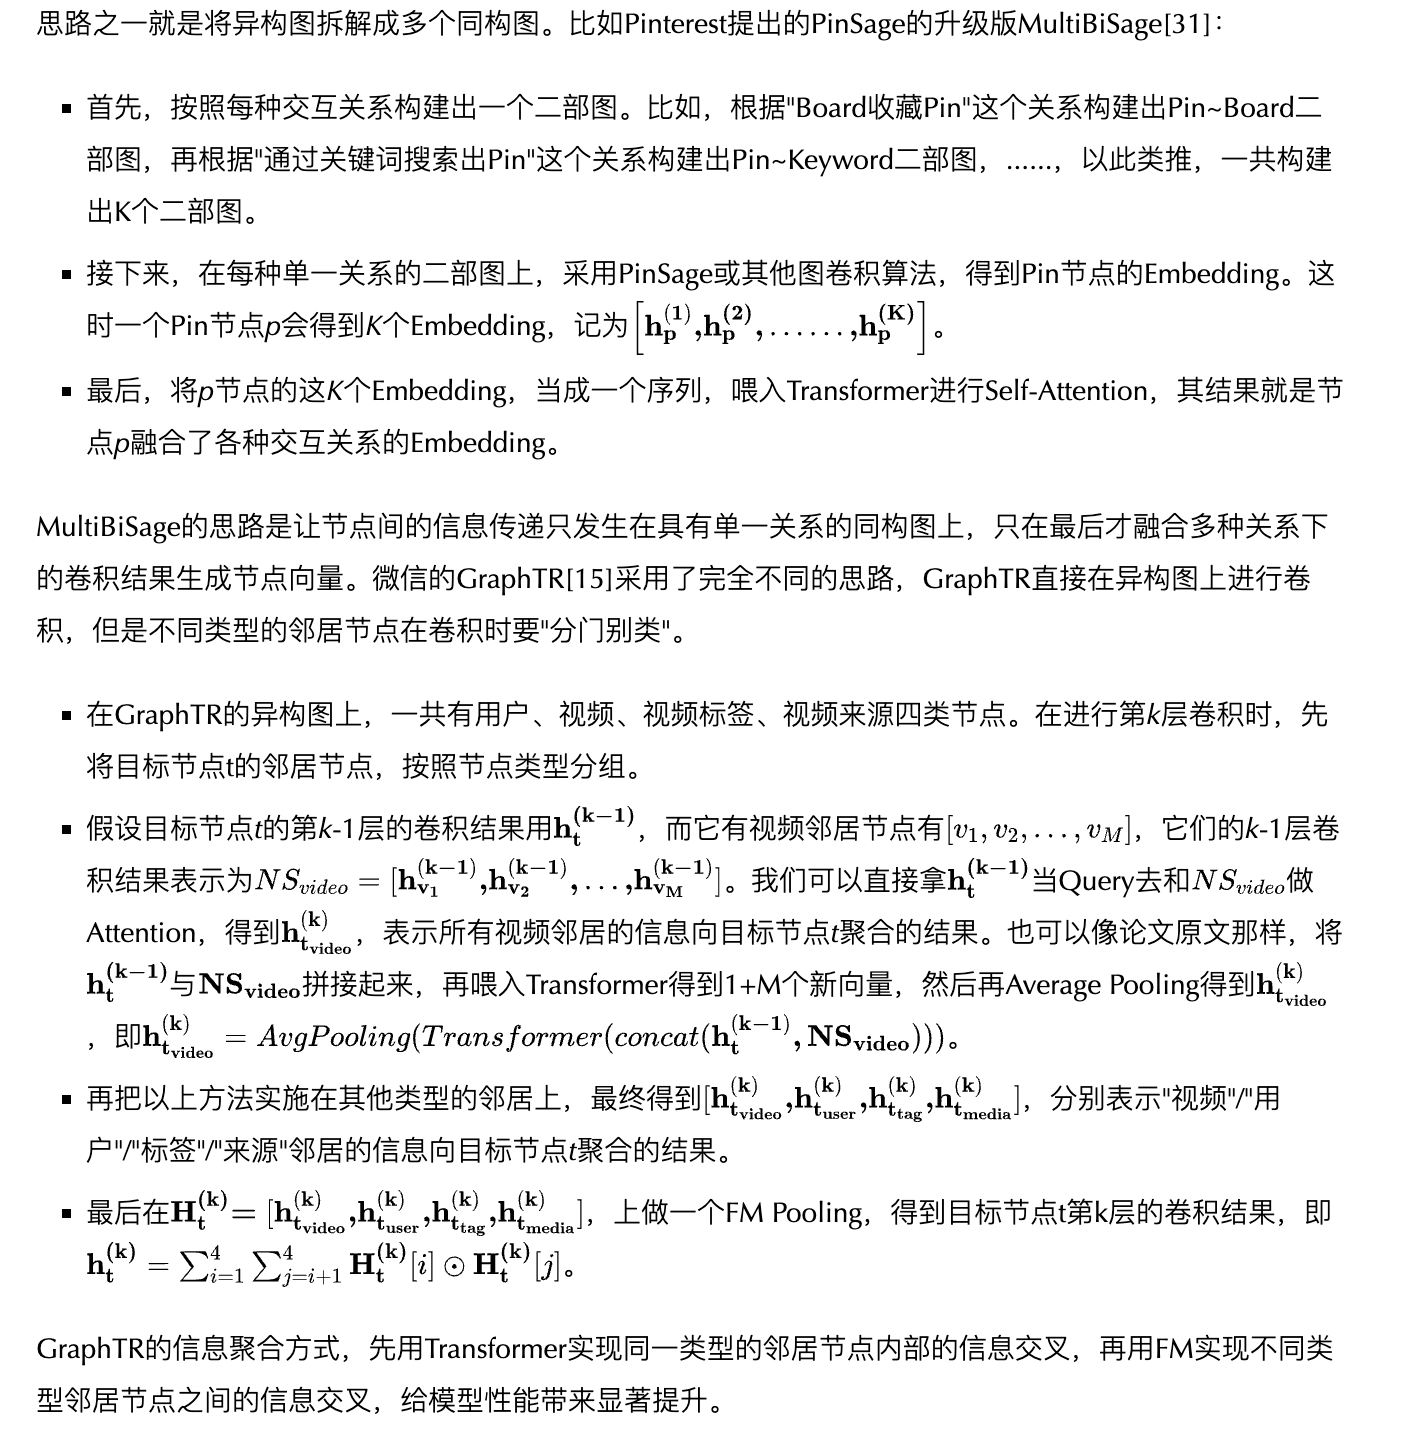 思路之一就是将异构图拆解成多个同构图。比如Pinterest提出的PinSage的升级版MultiBiSage[31]：
▪ 首先，按照每种交互关系构建出一个二部图。比如，根据"Board收藏Pin"这个关系构建出Pin~Board二
部图，再根据"通过关键词搜索出Pin"这个关系构建出Pin~Keyword二部图，……，以此类推，一共构建
出K个二部图。
▪ 接下来，在每种单一关系的二部图上，采用PinSage或其他图卷积算法，得到Pin节点的Embedding。这
时一个Pin节点p会得到K个Embedding，记为$[\mathbf{h_p^{(1)}},\mathbf{h_p^{(2)}},......,\mathbf{h_p^{(K)}}]$。
▪ 最后，将p节点的这K个Embedding，当成一个序列，喂入Transformer进行Self-Attention，其结果就是节
点p融合了各种交互关系的Embedding。
MultiBiSage的思路是让节点间的信息传递只发生在具有单一关系的同构图上，只在最后才融合多种关系下
的卷积结果生成节点向量。微信的GraphTR[15]采用了完全不同的思路，GraphTR直接在异构图上进行卷
积，但是不同类型的邻居节点在卷积时要"分门别类"。
▪ 在GraphTR的异构图上，一共有用户、视频、视频标签、视频来源四类节点。在进行第k层卷积时，先
将目标节点t的邻居节点，按照节点类型分组。
▪ 假设目标节点t的第k-1层的卷积结果用$\mathbf{h_t^{(k-1)}}$，而它有视频邻居节点有$[v_1,v_2,...,v_M]$，它们的k-1层卷
积结果表示为$NS_{video}=[\mathbf{h_{v_1}^{(k-1)}},\mathbf{h_{v_2}^{(k-1)}},...,\mathbf{h_{v_M}^{(k-1)}}]$。我们可以直接拿$\mathbf{h_t^{(k-1)}}$当Query去和$NS_{video}$做
Attention，得到$\mathbf{h_{t_{video}}^{(k)}}$，表示所有视频邻居的信息向目标节点t聚合的结果。也可以像论文原文那样，将
$\mathbf{h_t^{(k-1)}}$与$\mathbf{NS_{video}}$拼接起来，再喂入Transformer得到1+M个新向量，然后再Average Pooling得到$\mathbf{h_{t_{video}}^{(k)}}$
，即$\mathbf{h_{t_{video}}^{(k)}}=AvgPooling(Transformer(concat(\mathbf{h_t^{(k-1)}},\mathbf{NS_{video}})))$。
▪ 再把以上方法实施在其他类型的邻居上，最终得到$[\mathbf{h_{t_{video}}^{(k)}},\mathbf{h_{t_{user}}^{(k)}},\mathbf{h_{t_{tag}}^{(k)}},\mathbf{h_{t_{media}}^{(k)}}]$，分别表示"视频"/"用
户"/"标签"/"来源"邻居的信息向目标节点t聚合的结果。
▪ 最后在$\mathbf{H_t^{(k)}}=[\mathbf{h_{t_{video}}^{(k)}},\mathbf{h_{t_{user}}^{(k)}},\mathbf{h_{t_{tag}}^{(k)}},\mathbf{h_{t_{media}}^{(k)}}]$，上做一个FM Pooling，得到目标节点t第k层的卷积结果，即
$\mathbf{h_t^{(k)}}=\sum_{i=1}^{4}\sum_{j=i+1}^{4}\mathbf{H_t^{(k)}}[i]\odot\mathbf{H_t^{(k)}}[j]$。
GraphTR的信息聚合方式，先用Transformer实现同一类型的邻居节点内部的信息交叉，再用FM实现不同类
型邻居节点之间的信息交叉，给模型性能带来显著提升。